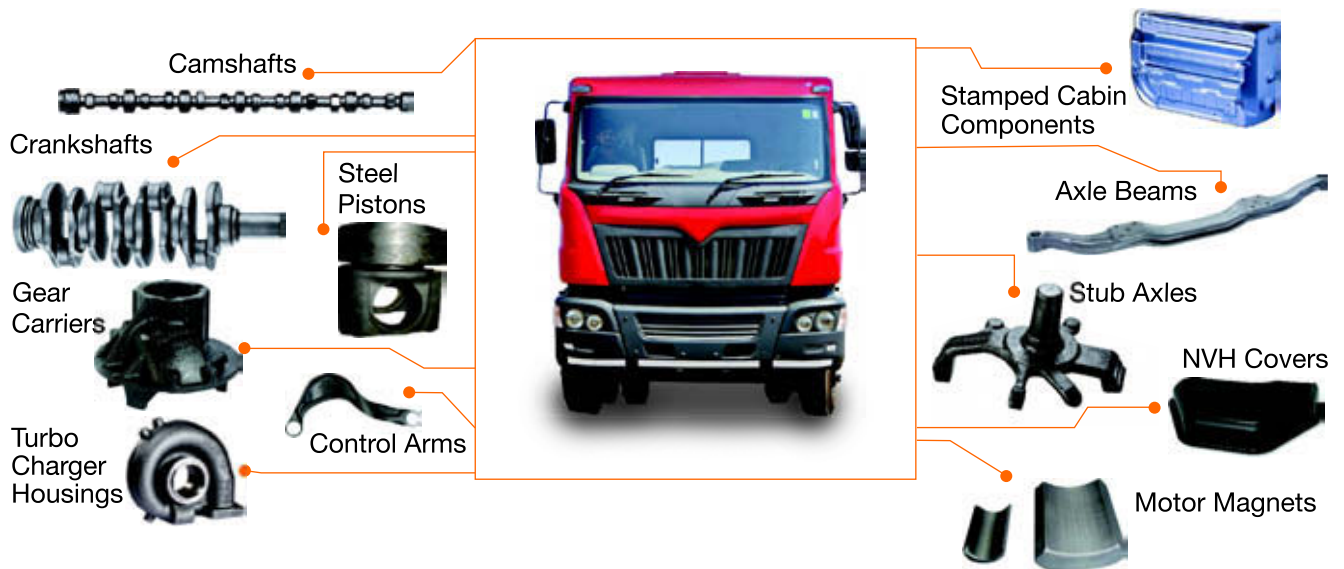 Camshafts
Crankshafts
Steel
Pistons
Gear
Carriers
Control Arms
Turbo
Charger
Housings
Stamped Cabin
Components
Axle Beams
Stub Axles
NVH Covers
Motor Magnets